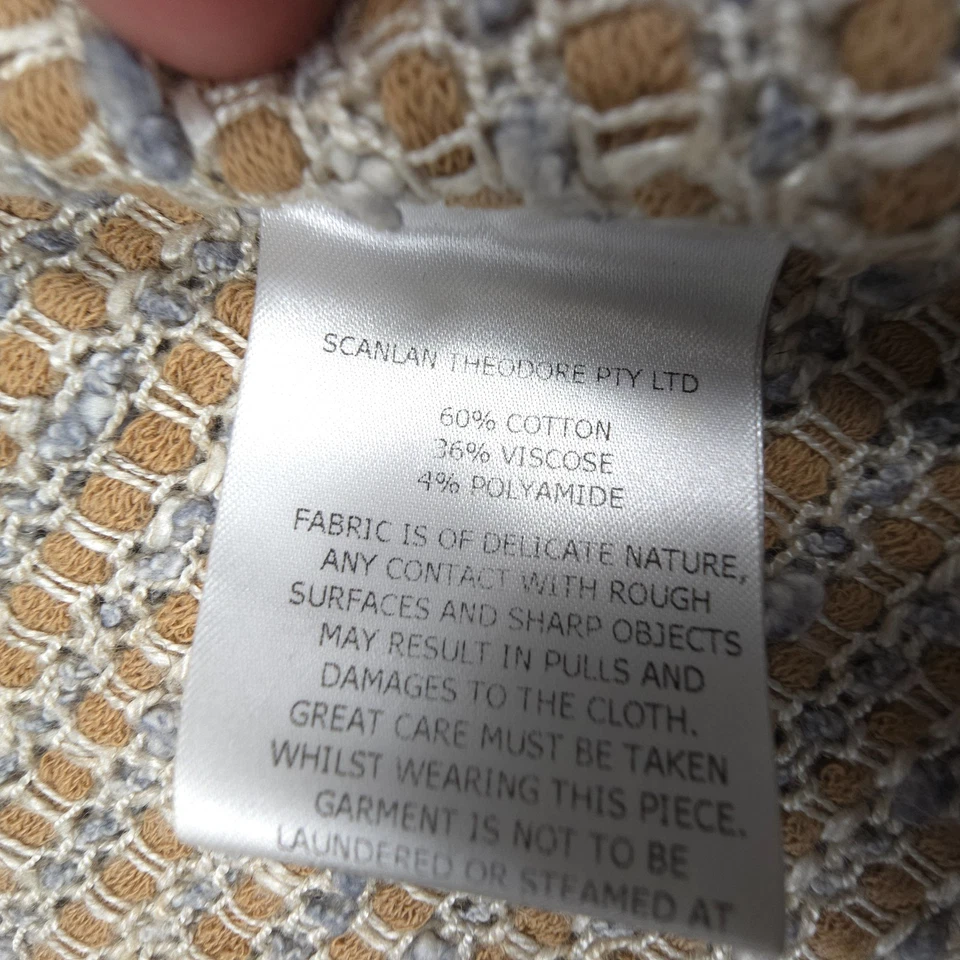 SCANLAN THEODORE PTY LTD
60% COTTON
36% VISCOSE
4% POLYAMIDE
FABRIC IS OF DELICATE NATURE,
ANY CONTACT WITH ROUGH
SURFACES AND SHARP OBJECTS
MAY RESULT IN PULLS AND
DAMAGES TO THE CLOTH.
GREAT CARE MUST BE TAKEN
WHILST WEARING THIS PIECE.
GARMENT IS NOT TO BE
LAUNDERED OR STEAMED AT